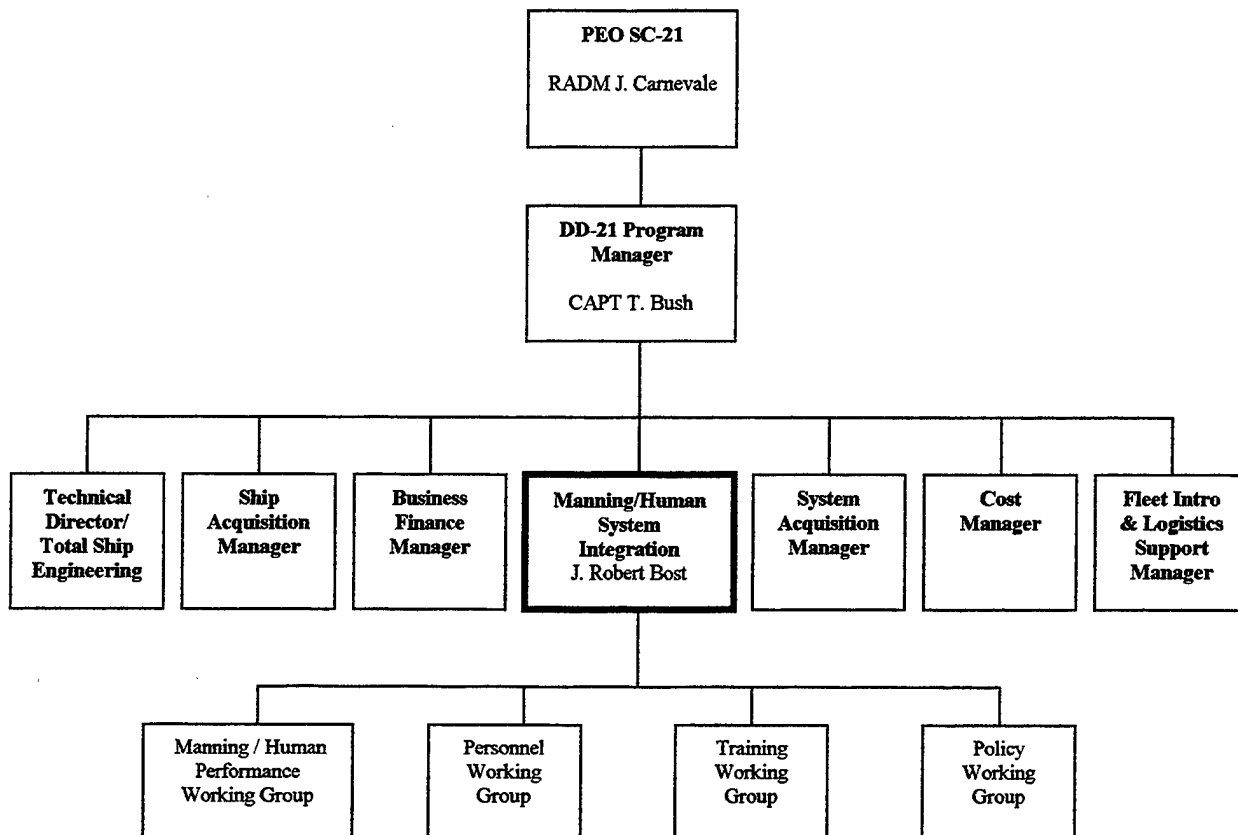 PEO SC-21
RADM J. Carnevale
DD-21 Program
Manager
CAPT T. Bush
Technical
Director/
Total Ship
Engineering
Ship
Acquisition
Manager
Business
Finance
Manager
Manning/Human
System
Integration
J. Robert Bost
System
Acquisition
Manager
Cost
Manager
Fleet Intro
& Logistics
Support
Manager
Manning / Human
Performance
Working Group
Personnel
Working
Group
Training
Working
Group
Policy
Working
Group